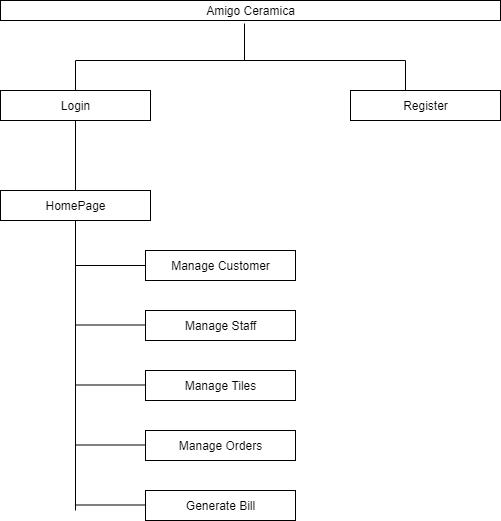 Amigo Ceramica
Login
Register
HomePage
Manage Customer
Manage Staff
Manage Tiles
Manage Orders
Generate Bill